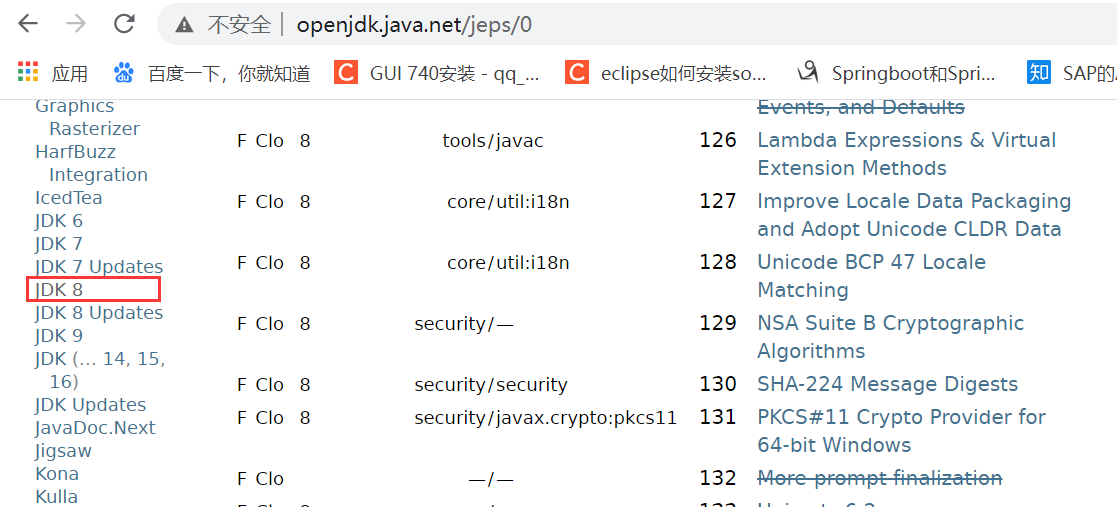 不安全 | openjdk.java.net/jeps/0
应用 百度一下，你就知道 GUI 740安装 - qq_... eclipse如何安装so... Springboot和Spri... 知 SAP的
Graphics
Rasterizer
HarfBuzz
Integration
IcedTea
JDK 6
JDK 7
JDK 7 Updates
JDK 8
JDK 8 Updates
JDK 9
JDK (... 14, 15,
16)
JDK Updates
JavaDoc.Next
Jigsaw
Kona
Kulla
Events, and Defaults
F Clo 8 tools/javac 126 Lambda Expressions & Virtual
Extension Methods
F Clo 8 core/util:i18n 127 Improve Locale Data Packaging
and Adopt Unicode CLDR Data
F Clo 8 core/util:i18n 128 Unicode BCP 47 Locale
Matching
F Clo 8 security/— 129 NSA Suite B Cryptographic
Algorithms
F Clo 8 security/security 130 SHA-224 Message Digests
F Clo 8 security/javax.crypto:pkcs11 131 PKCS#11 Crypto Provider for
64-bit Windows
F Clo —/— 132 More-prompt finalization